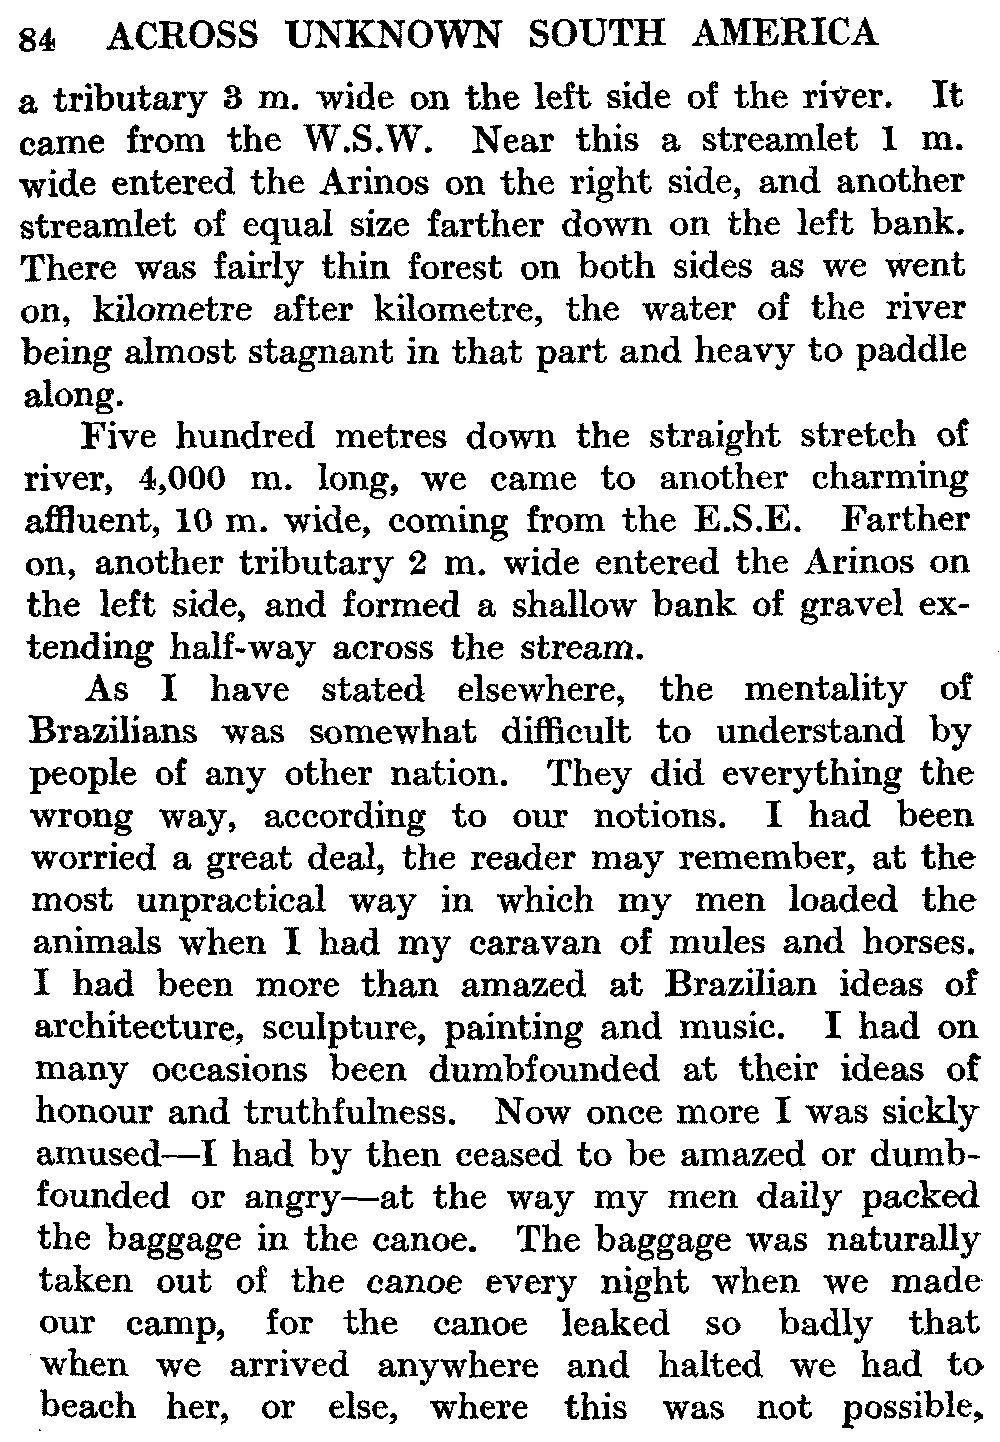 84 ACROSS UNKNOWN SOUTH AMERICA
a tributary 3 m. wide on the left side of the river. It
came from the W.S.W. Near this a streamlet 1 m.
wide entered the Arinos on the right side, and another
streamlet of equal size farther down on the left bank.
There was fairly thin forest on both sides as we went
on, kilometre after kilometre, the water of the river
being almost stagnant in that part and heavy to paddle
along.
Five hundred metres down the straight stretch of
river, 4,000 m. long, we came to another charming
affluent, 10 m. wide, coming from the E.S.E. Farther
on, another tributary 2 m. wide entered the Arinos on
the left side, and formed a shallow bank of gravel ex-
tending half-way across the stream.
As I have stated elsewhere, the mentality of
Brazilians was somewhat difficult to understand by
people of any other nation. They did everything the
wrong way, according to our notions. I had been
worried a great deal, the reader may remember, at the
most unpractical way in which my men loaded the
animals when I had my caravan of mules and horses.
I had been more than amazed at Brazilian ideas of
architecture, sculpture, painting and music. I had on
many occasions been dumbfounded at their ideas of
honour and truthfulness. Now once more I was sickly
amused—I had by then ceased to be amazed or dumb-
founded or angry—at the way my men daily packed
the baggage in the canoe. The baggage was naturally
taken out of the canoe every night when we made
our camp, for the canoe leaked so badly that
when we arrived anywhere and halted we had to
beach her, or else, where this was not possible,